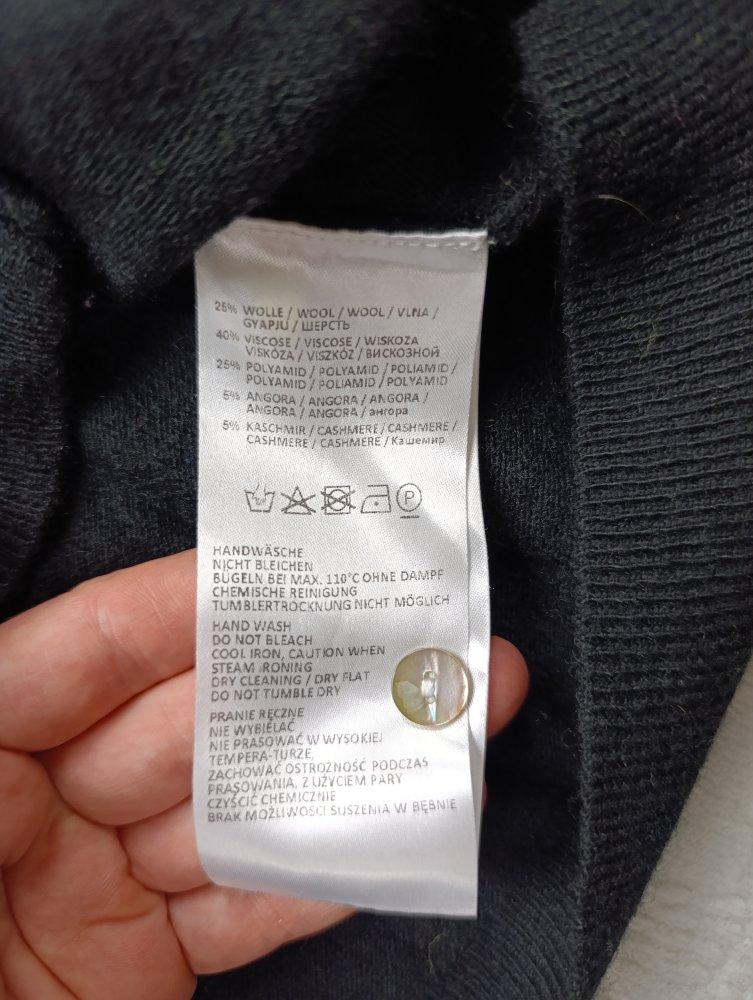 25% WOLLE / WOOL / WOOL / VLNA /
GYAPJU / ШЕРСТЬ
40% VISCOSE / VISCOSE / WISKOZA
VISKÓZA / VISZKÓZ / ВИСКОЗНОЙ
25% POLYAMID / POLYAMID / POLIAMID /
POLYAMID / POLIAMID / POLYAMID
5% ANGORA / ANGORA / ANGORA /
ANGORA / ANGORA / ангора
5% KASCHMIR / CASHMERE / CASHMERE /
CASHMERE / CASHMERE / Кашемир
P
HANDWÄSCHE
NICHT BLEICHEN
BÜGELN BEI MAX. 110°C OHNE DAMPF
CHEMISCHE REINIGUNG
TUMBLERTROCKNUNG NICHT MÖGLICH
HAND WASH
DO NOT BLEACH
COOL IRON, CAUTION WHEN
STEAM IRONING
DRY CLEANING / DRY FLAT
DO NOT TUMBLE DRY
PRANIE RĘCZNE
NIE WYBIELAĆ
NIE PRASOWAĆ W WYSOKIEJ
TEMPERA-TURZE,
ZACHOWAĆ OSTROŻNOŚĆ PODCZAS
PRASOWANIA, Z UŻYCIEM PARY
CZYŚCIĆ CHEMICZNIE
BRAK MOŻLIWOŚCI SUSZENIA W BĘBNIE